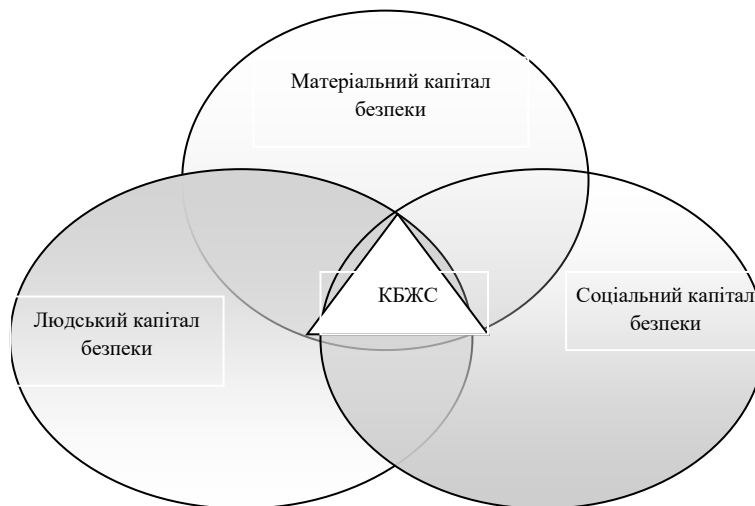 Матеріальний капітал
безпеки
КБЖС
Людський капітал
безпеки
Соціальний капітал
безпеки